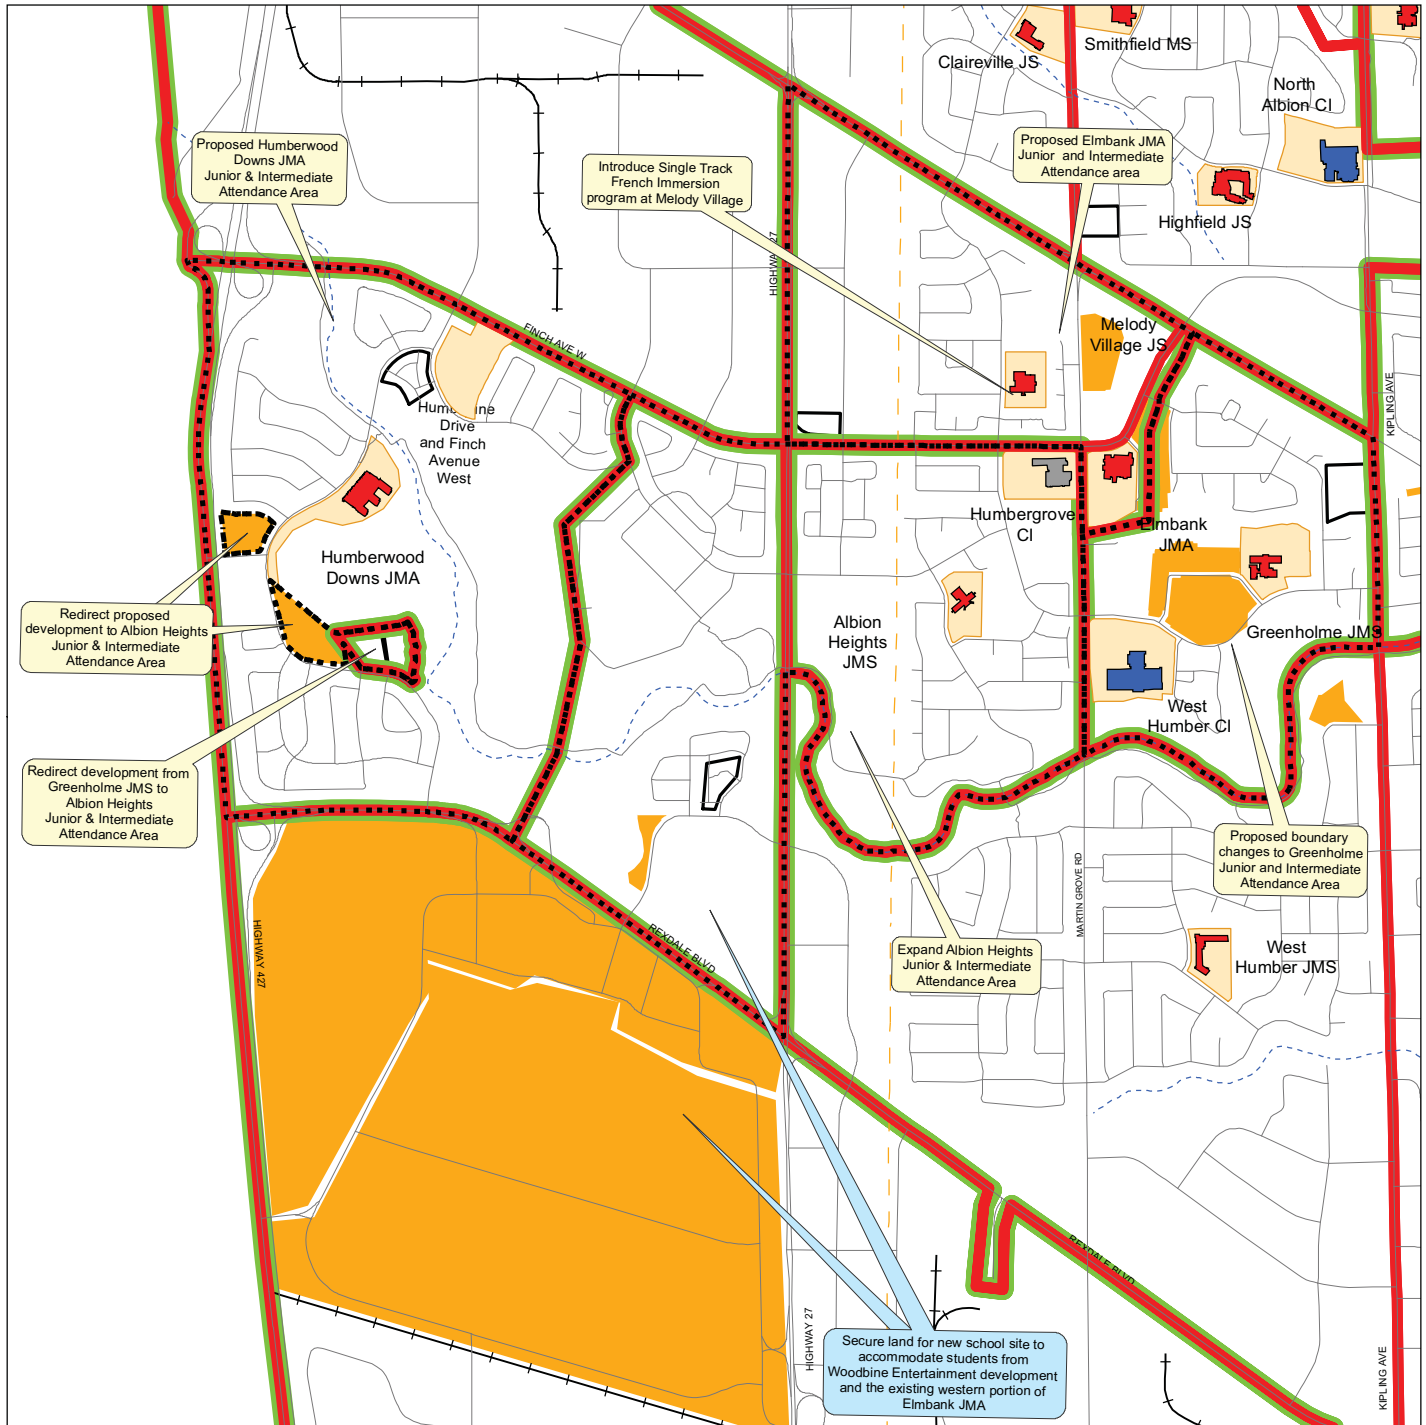 Claireville JS
Smithfield MS
North
Albion CI
Highfield JS
Proposed Humberwood
Downs JMA
Junior & Intermediate
Attendance Area
Introduce Single Track
French Immersion
program at Melody Village
Proposed Elmbank JMA
Junior and Intermediate
Attendance area
HIGHWAY 27
FINCH AVE W
Melody
Village JS
KIPLING AVE
Humberline
Drive
and Finch
Avenue
West
Humbergrove
CI
Elmbank
JMA
Humberwood
Downs JMA
Albion
Heights
JMS
Greenholme JMS
Redirect proposed
development to Albion Heights
Junior & Intermediate
Attendance Area
West
Humber CI
Redirect development from
Greenholme JMS to
Albion Heights
Junior & Intermediate
Attendance Area
Proposed boundary
changes to Greenholme
Junior and Intermediate
Attendance Area
MARTIN GROVE RD
HIGHWAY 427
REXDALE BLVD
Expand Albion Heights
Junior & Intermediate
Attendance Area
West
Humber JMS
REXDALE BLVD
HIGHWAY 27
Secure land for new school site to
accommodate students from
Woodbine Entertainment development
and the existing western portion of
Elmbank JMA
KIPLING AVE